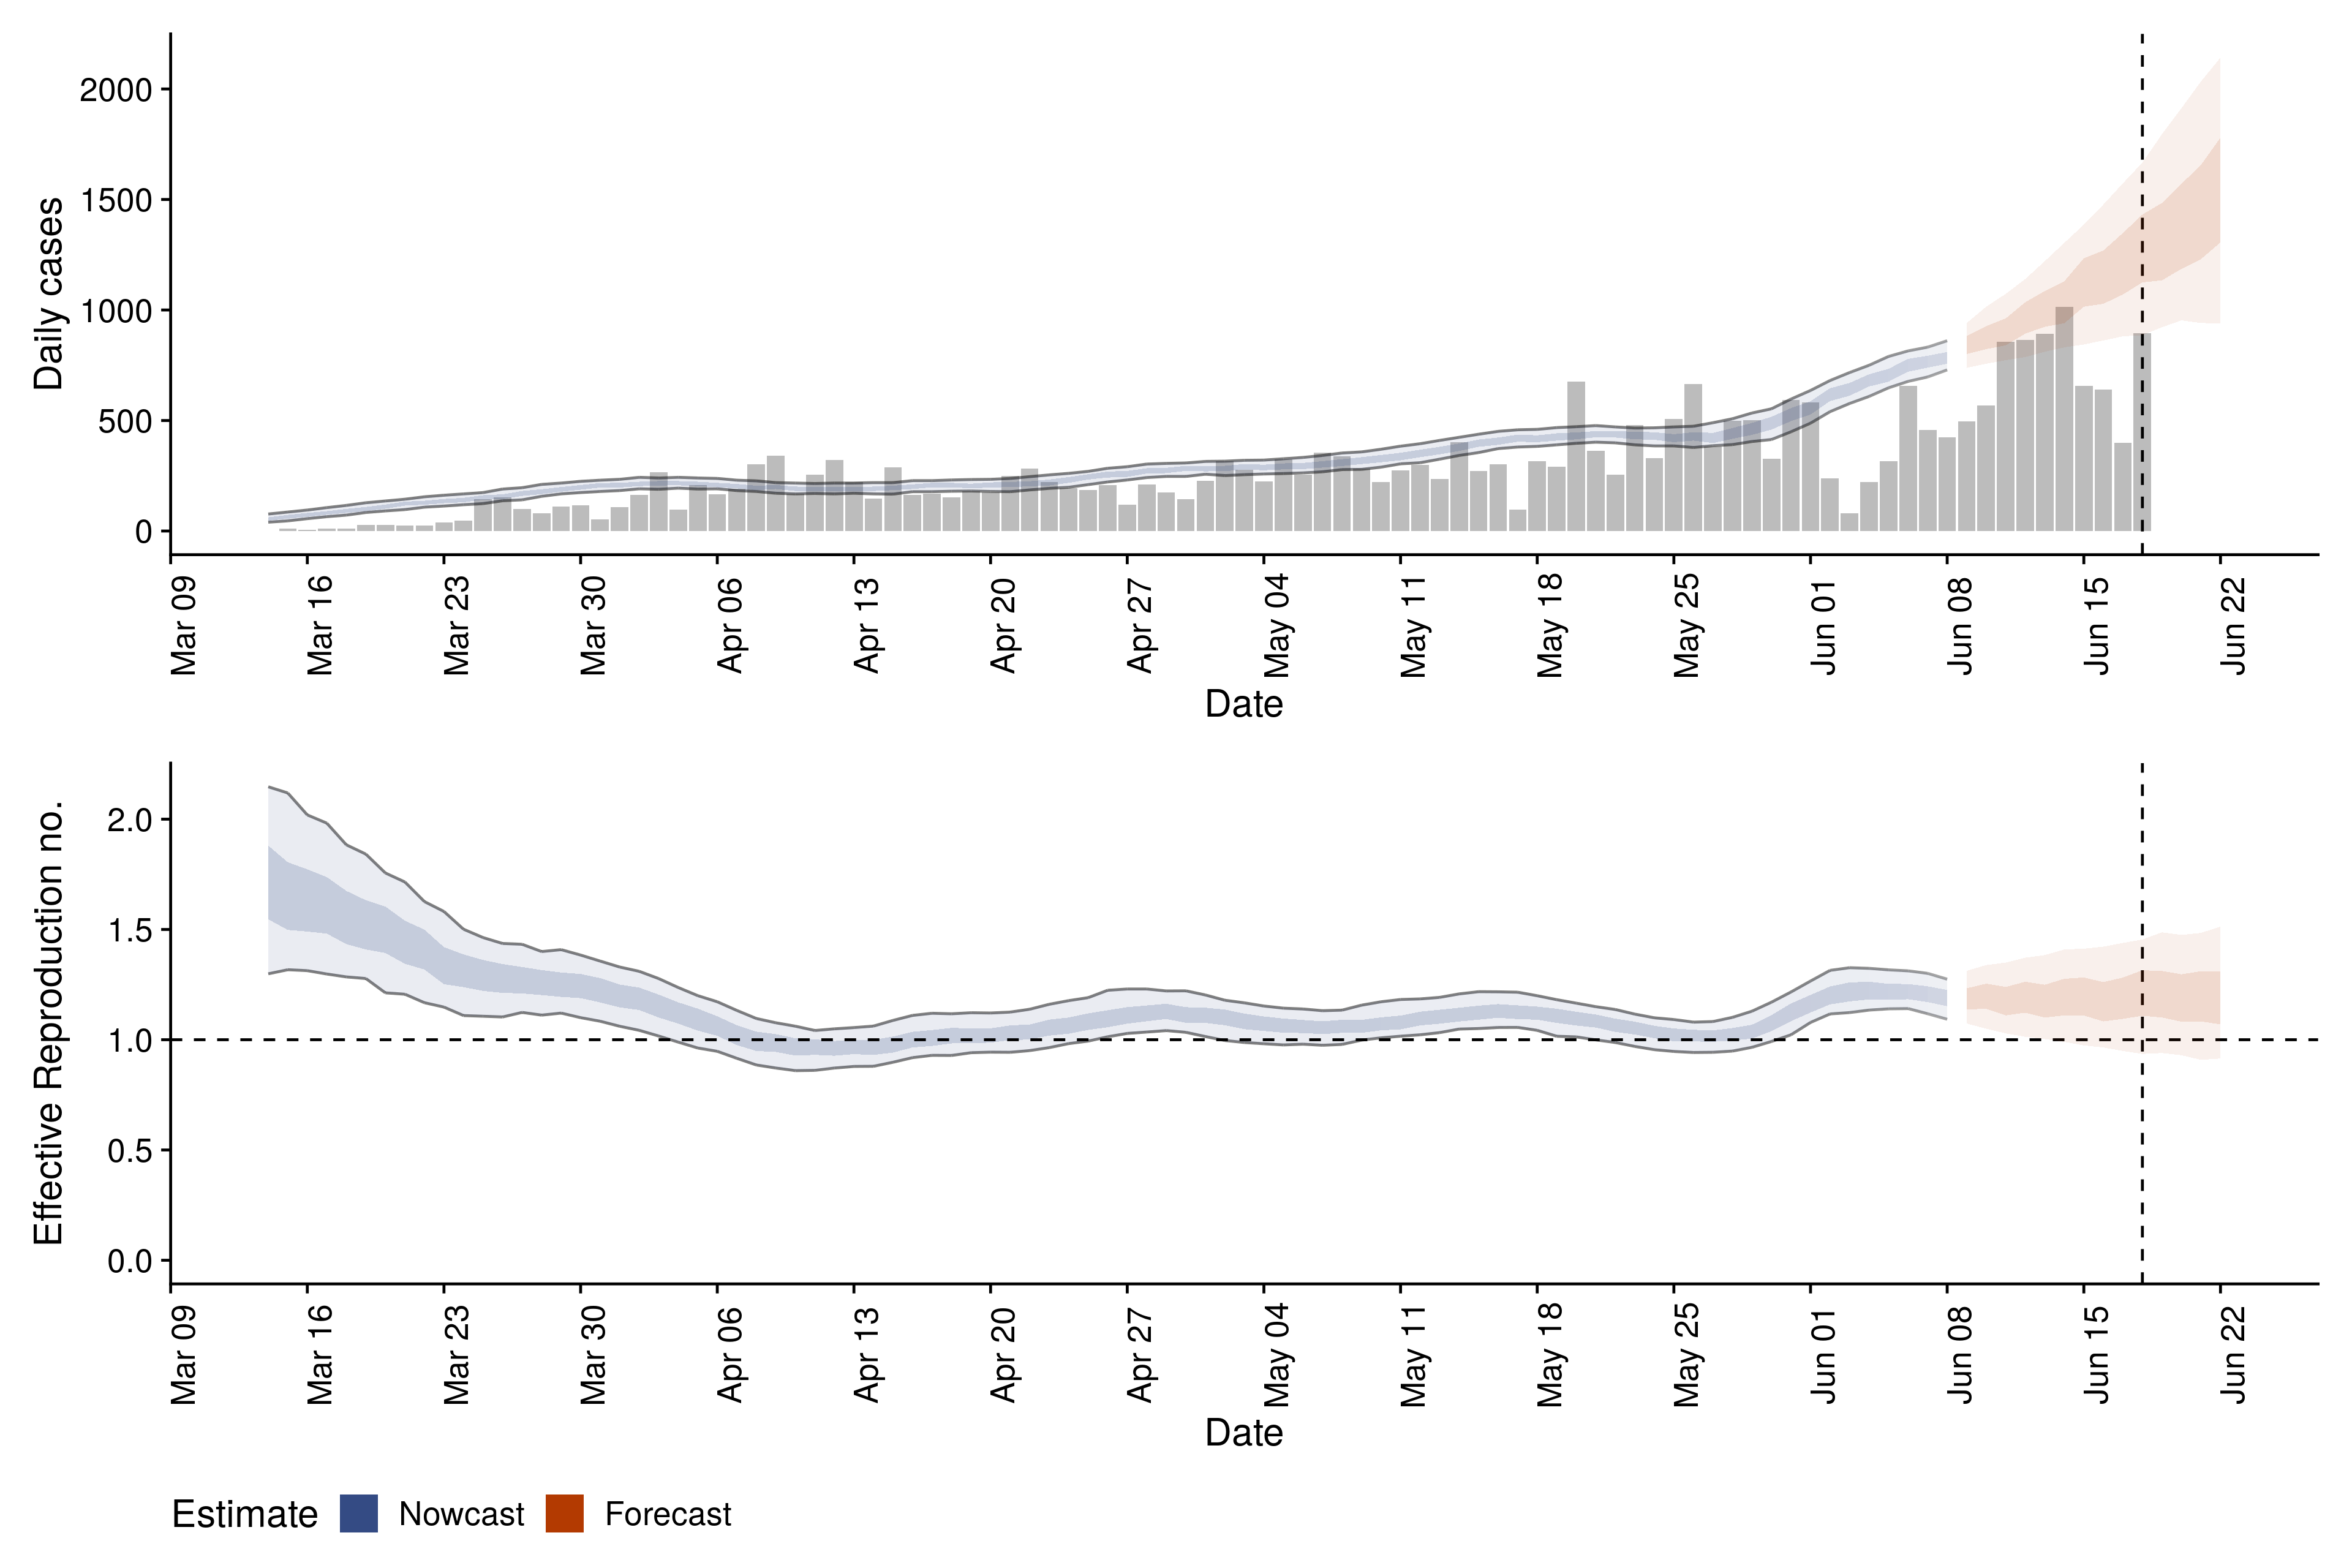 Daily cases
2000
1500
1000
500
0
Mar 09
Mar 16
Mar 23
Mar 30
Apr 06
Apr 13
Apr 20
Apr 27
May 04
May 11
May 18
May 25
Jun 01
Jun 08
Jun 15
Jun 22
Date
Effective Reproduction no.
2.0
1.5
1.0
0.5
0.0
Mar 09
Mar 16
Mar 23
Mar 30
Apr 06
Apr 13
Apr 20
Apr 27
May 04
May 11
May 18
May 25
Jun 01
Jun 08
Jun 15
Jun 22
Date
Estimate Nowcast Forecast